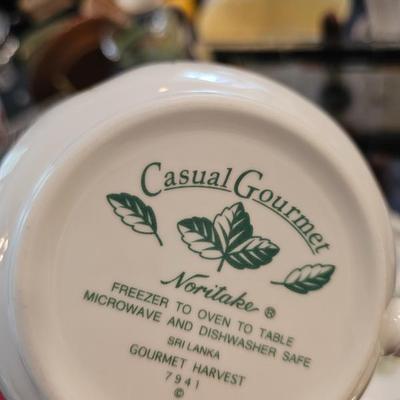 Casual Gourmet
Noritake ®
FREEZER TO OVEN TO TABLE
MICROWAVE AND DISHWASHER SAFE
SRI LANKA
GOURMET HARVEST
7941
©